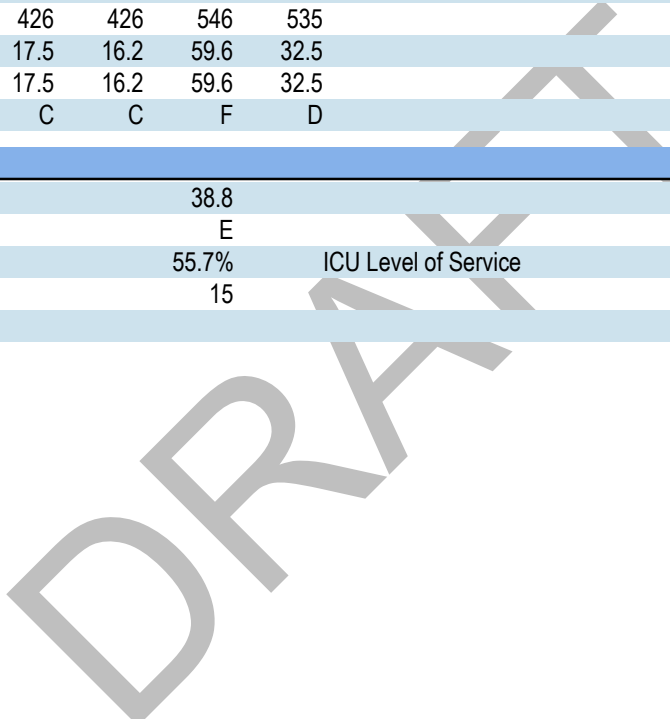 426 426 546 535
17.5 16.2 59.6 32.5
17.5 16.2 59.6 32.5
C C F D
38.8
E
55.7% ICU Level of Service
15
DRAFT